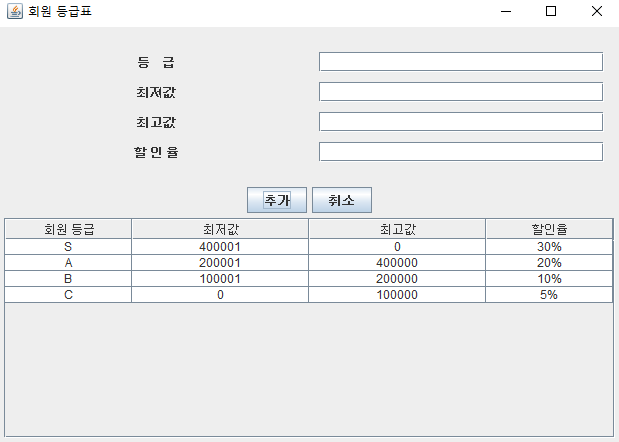 회원 등급표
등 급
최저값
최고값
할 인 율
추가 취소
회원 등급 최저값 최고값 할인율
S 400001 0 30%
A 200001 400000 20%
B 100001 200000 10%
C 0 100000 5%